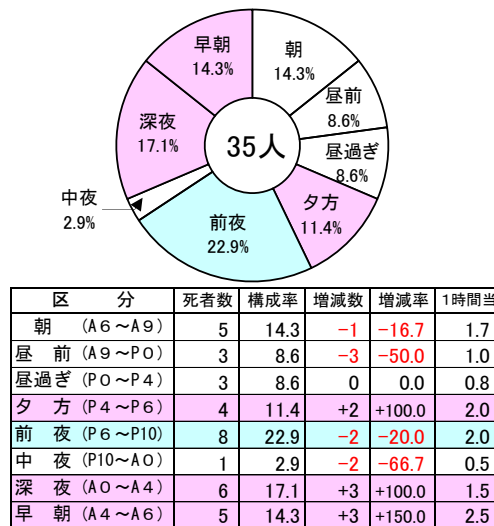 早朝
14.3%
朝
14.3%
昼前
8.6%
深夜
17.1%
35人
昼過ぎ
8.6%
中夜
2.9%
夕方
11.4%
前夜
22.9%
区 分 死者数 構成率 増減数 増減率 1時間当
朝 (A6~A9) 5 14.3 -1 -16.7 1.7
昼 前 (A9~P0) 3 8.6 -3 -50.0 1.0
昼過ぎ (P0~P4) 3 8.6 0 0.0 0.8
夕 方 (P4~P6) 4 11.4 +2 +100.0 2.0
前 夜 (P6~P10) 8 22.9 -2 -20.0 2.0
中 夜 (P10~A0) 1 2.9 -2 -66.7 0.5
深 夜 (A0~A4) 6 17.1 +3 +100.0 1.5
早 朝 (A4~A6) 5 14.3 +3 +150.0 2.5